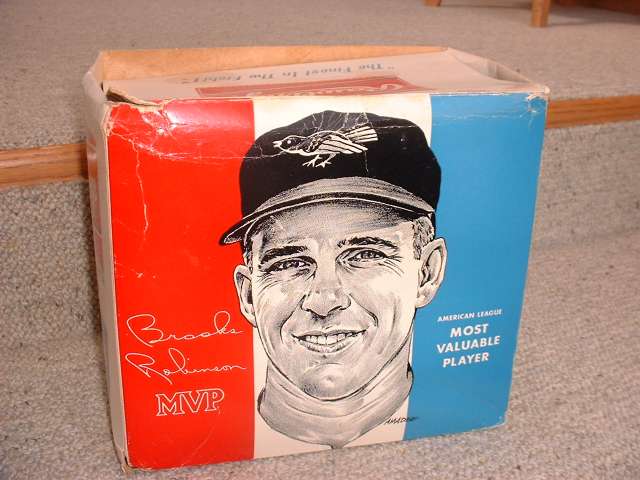 "The Finest In The Field!"
Brooks
Robinson
MVP
AMERICAN LEAGUE
MOST
VALUABLE
PLAYER